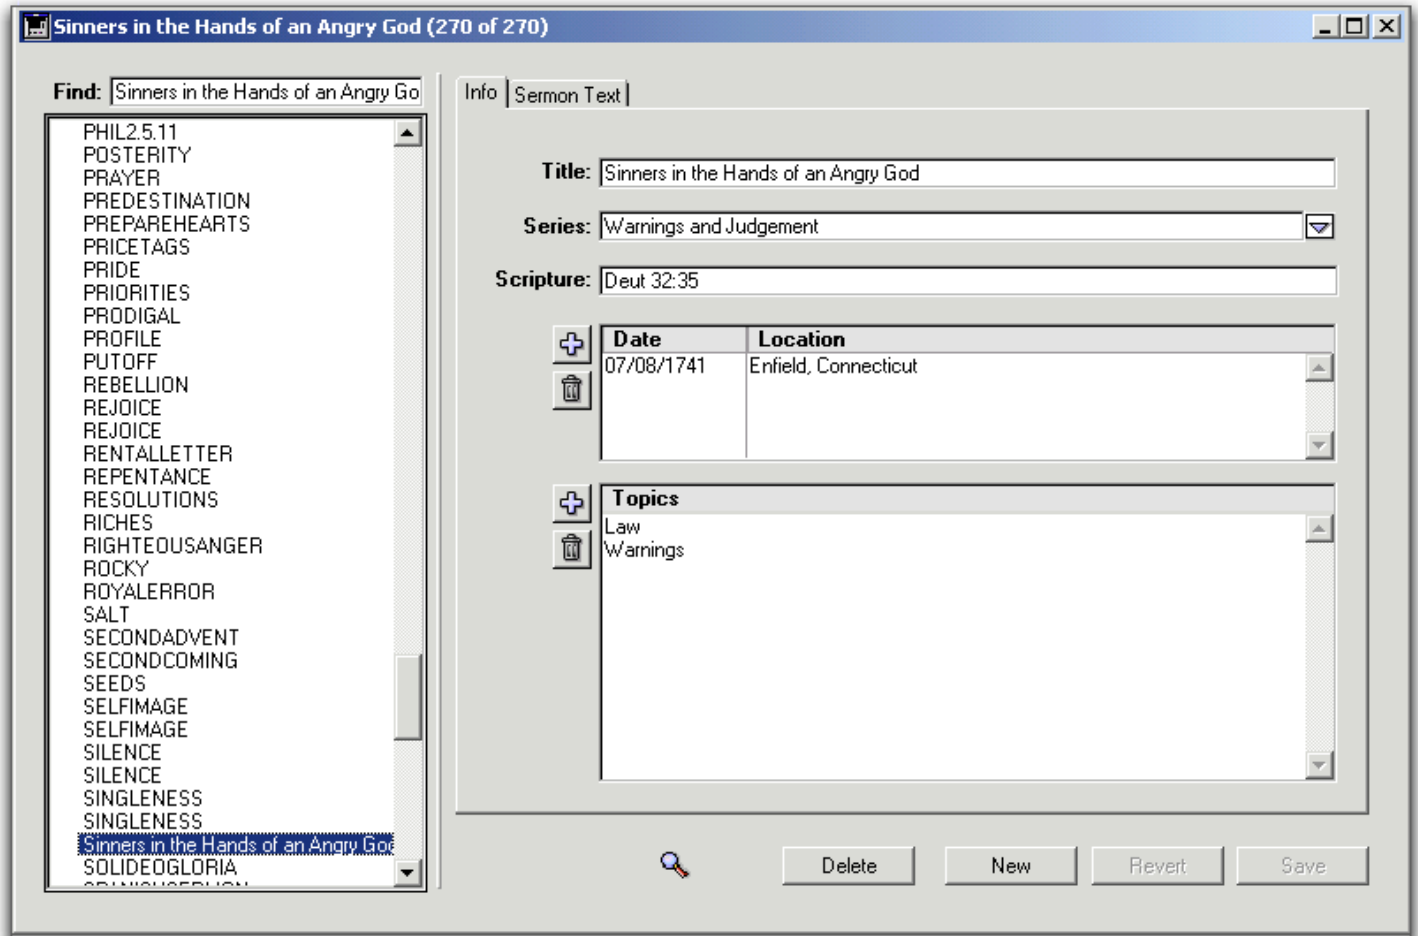 Sinners in the Hands of an Angry God (270 of 270)
Find: Sinners in the Hands of an Angry Go
PHIL2.5.11
POSTERITY
PRAYER
PREDESTINATION
PREPAREHEARTS
PRICETAGS
PRIDE
PRIORITIES
PRODIGAL
PROFILE
PUTOFF
REBELLION
REJOICE
REJOICE
RENTALLETTER
REPENTANCE
RESOLUTIONS
RICHES
RIGHTEOUSANGER
ROCKY
ROYALERROR
SALT
SECONDADVENT
SECONDCOMING
SEEDS
SELFIMAGE
SELFIMAGE
SILENCE
SILENCE
SINGLENESS
SINGLENESS
Sinners in the Hands of an Angry God
SOLIDEOGLORIA
Info Sermon Text
Title: Sinners in the Hands of an Angry God
Series: Warnings and Judgement
Scripture: Deut 32:35
Date Location
07/08/1741 Enfield, Connecticut
Topics
Law
Warnings
Delete New Revert Save